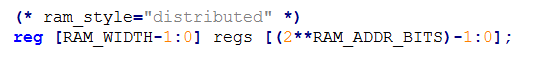 (* ram_style="distributed" *)
reg [RAM_WIDTH-1:0] regs [(2**RAM_ADDR_BITS)-1:0];